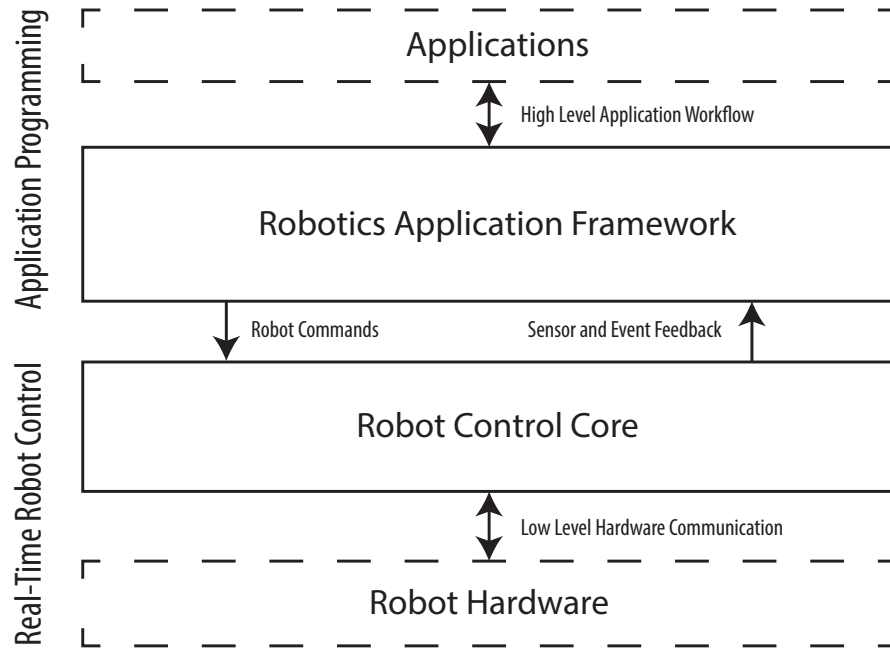 Application Programming
Applications
High Level Application Workflow
Robotics Application Framework
Robot Commands
Sensor and Event Feedback
Real-Time Robot Control
Robot Control Core
Low Level Hardware Communication
Robot Hardware